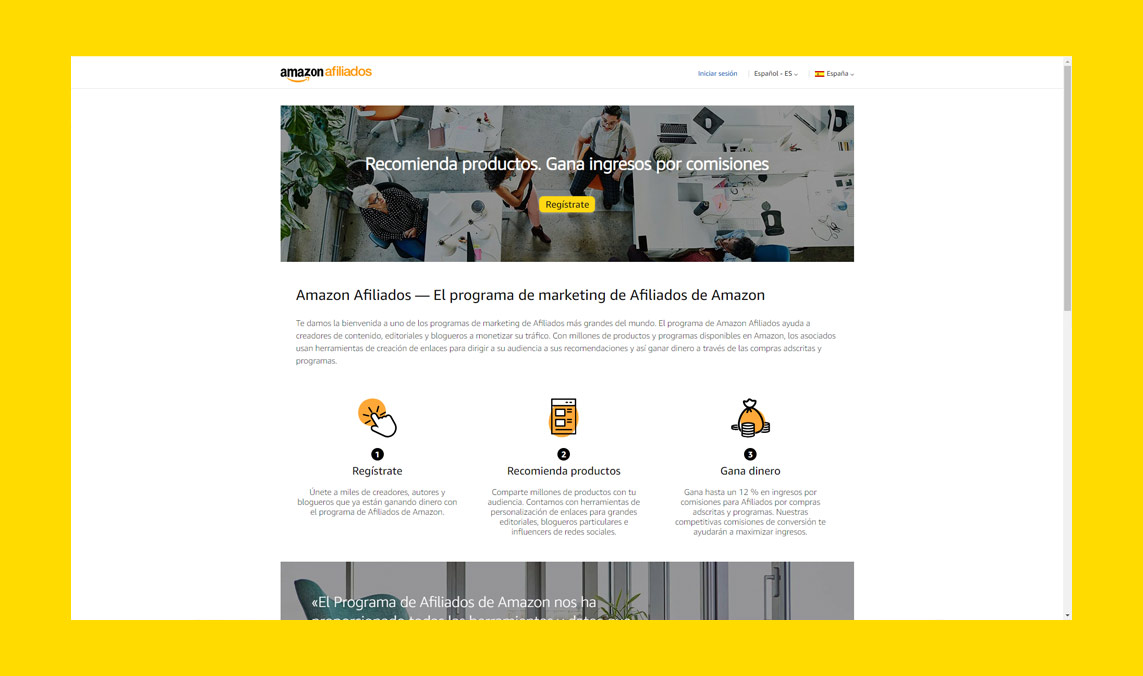 amazon afiliados
Iniciar sesión
Español - ES
España
Recomienda productos. Gana ingresos por comisiones
Regístrate
Amazon Afiliados — El programa de marketing de Afiliados de Amazon
Te damos la bienvenida a uno de los programas de marketing de Afiliados más grandes del mundo. El programa de Amazon Afiliados ayuda a
creadores de contenido, editoriales y blogueros a monetizar su tráfico. Con millones de productos y programas disponibles en Amazon, los asociados
usan herramientas de creación de enlaces para dirigir a su audiencia a sus recomendaciones y así ganar dinero a través de las compras adscritas y
programas.
1
Regístrate
Únete a miles de creadores, autores y
blogueros que ya están ganando dinero con
el programa de Afiliados de Amazon.
2
Recomienda productos
Comparte millones de productos con tu
audiencia. Contamos con herramientas de
personalización de enlaces para grandes
editoriales, blogueros particulares e
influencers de redes sociales.
3
Gana dinero
Gana hasta un 12 % en ingresos por
comisiones para Afiliados por compras
adscritas y programas. Nuestras
competitivas comisiones de conversión te
ayudarán a maximizar ingresos.
«El Programa de Afiliados de Amazon nos ha